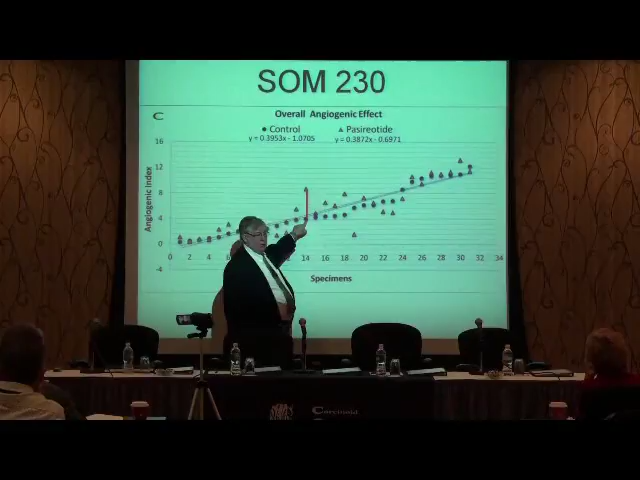 SOM 230
C
Overall Angiogenic Effect
Control
Pasireotide
y = 0.3953x - 1.0705
y = 0.3872x - 0.6971
Angiogenic Index
16
12
8
4
0
-4
0 2 4 6 8 12 14 16 18 20 22 24 26 28 30 32 34
Specimens
Carcinoid